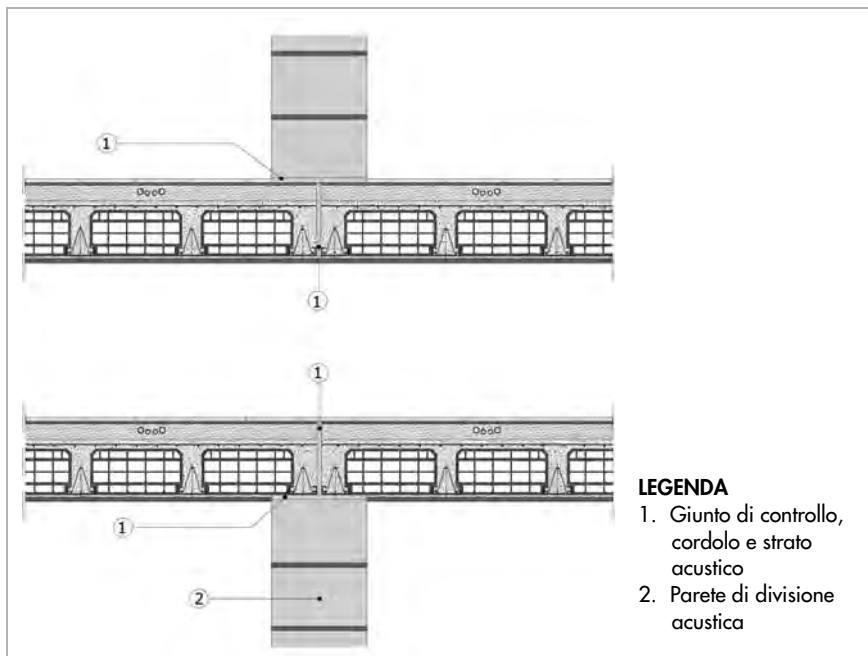 1
1
1
1
2
LEGENDA
1. Giunto di controllo,
cordolo e strato
acustico
2. Parete di divisione
acustica